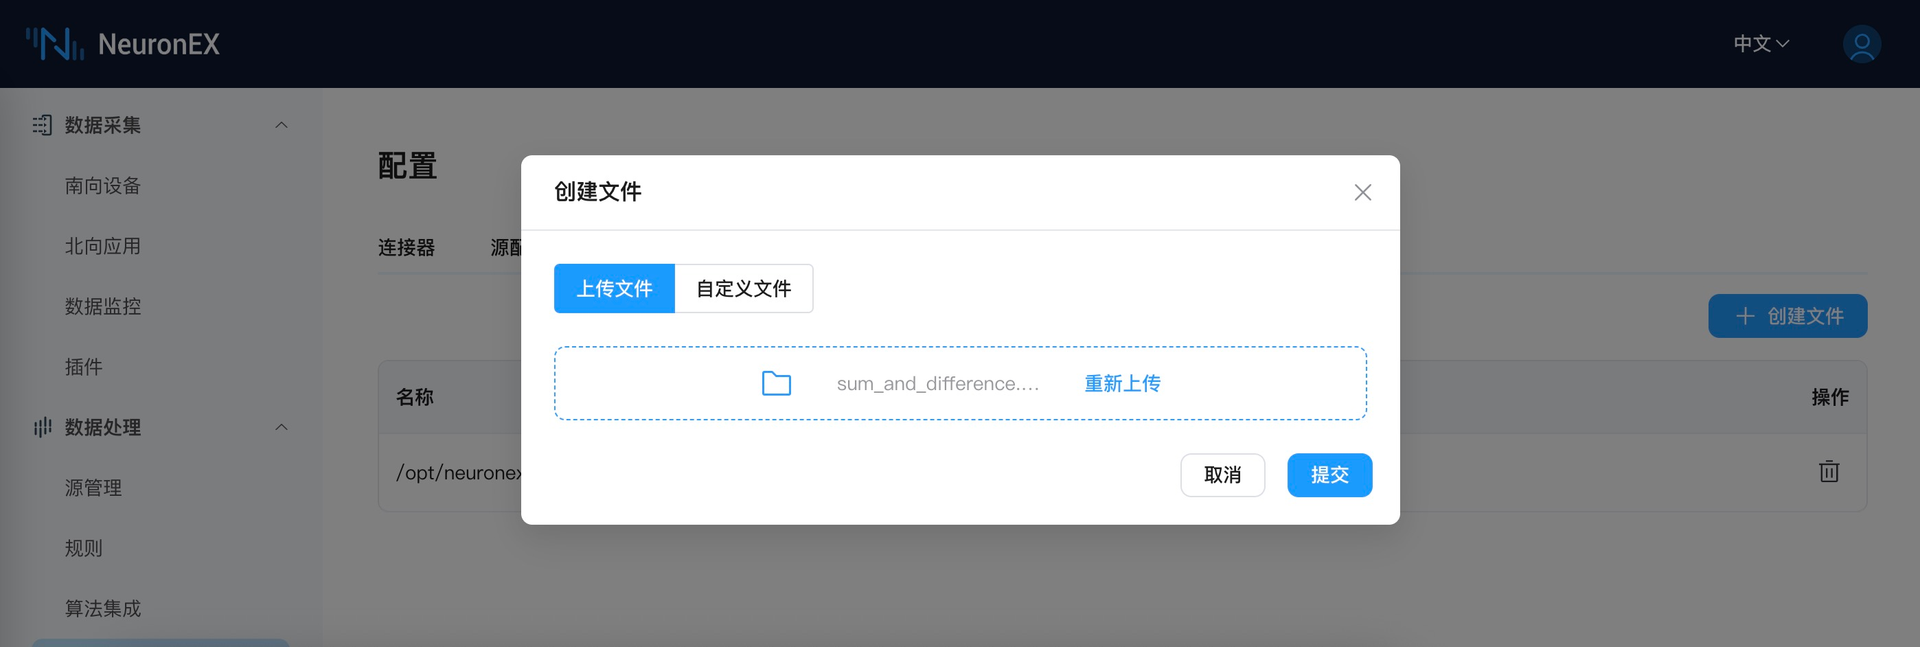 NeuronEX
中文
数据采集
南向设备
北向应用
数据监控
插件
数据处理
源管理
规则
算法集成
配置
连接器
源配
创建文件
名称
操作
/opt/neuronex
创建文件
上传文件
自定义文件
sum_and_difference....
重新上传
取消
提交